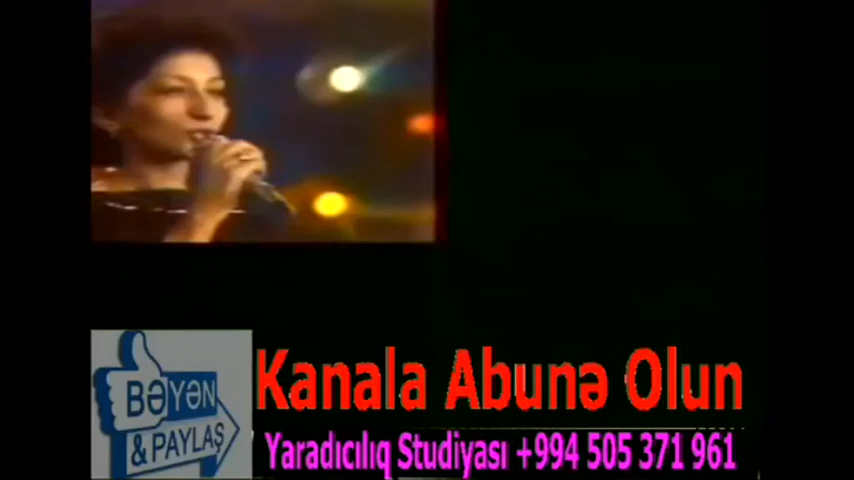 Kanala Abunə Olun
BƏYƏN
& PAYLAŞ
Yaradıcılıq Studiyası +994 505 371 961